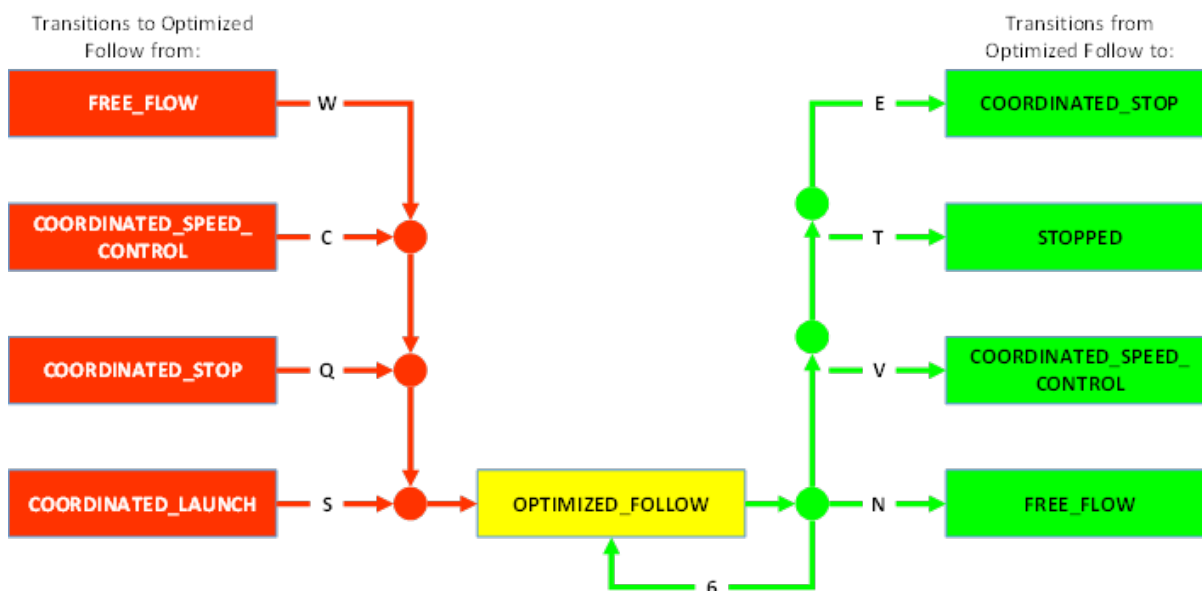 Transitions to Optimized
Follow from:
Transitions from
Optimized Follow to:
FREE_FLOW
W
E
COORDINATED_STOP
COORDINATED_SPEED_
CONTROL
C
T
STOPPED
COORDINATED_STOP
Q
V
COORDINATED_SPEED_
CONTROL
COORDINATED_LAUNCH
S
OPTIMIZED_FOLLOW
N
FREE_FLOW
6